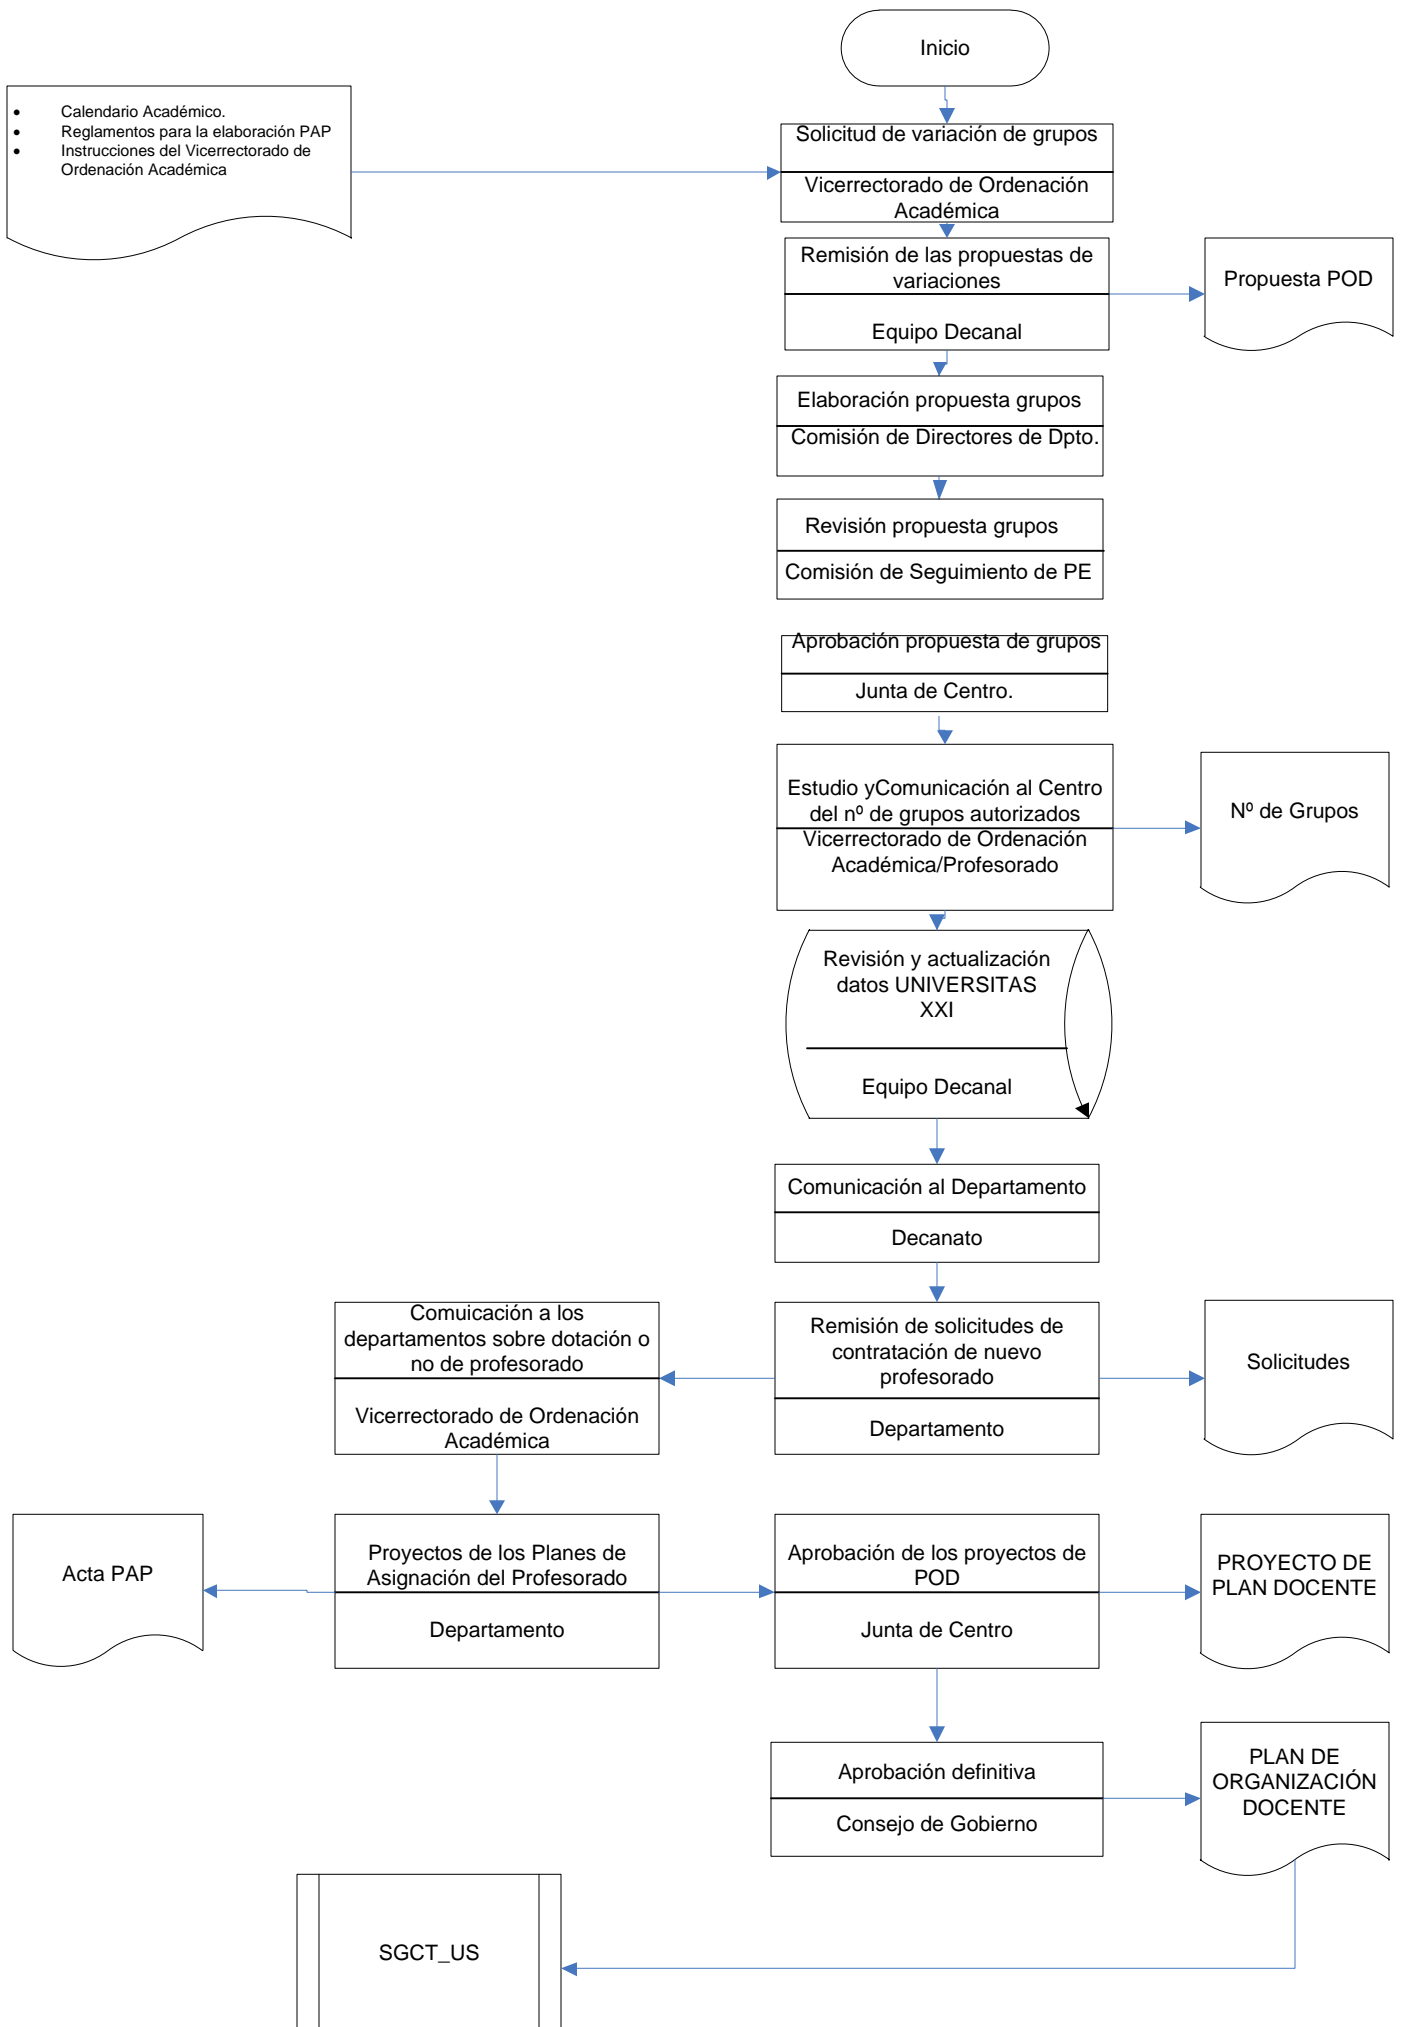 Inicio
• Calendario Académico.
• Reglamentos para la elaboración PAP
• Instrucciones del Vicerrectorado de
Ordenación Académica
Solicitud de variación de grupos
Vicerrectorado de Ordenación
Académica
Remisión de las propuestas de
variaciones
Equipo Decanal
Propuesta POD
Elaboración propuesta grupos
Comisión de Directores de Dpto.
Revisión propuesta grupos
Comisión de Seguimiento de PE
Aprobación propuesta de grupos
Junta de Centro.
Estudio yComunicación al Centro
del nº de grupos autorizados
Vicerrectorado de Ordenación
Académica/Profesorado
Nº de Grupos
Revisión y actualización
datos UNIVERSITAS
XXI
Equipo Decanal
Comunicación al Departamento
Decanato
Comuicación a los
departamentos sobre dotación o
no de profesorado
Vicerrectorado de Ordenación
Académica
Remisión de solicitudes de
contratación de nuevo
profesorado
Departamento
Solicitudes
Acta PAP
Proyectos de los Planes de
Asignación del Profesorado
Departamento
Aprobación de los proyectos de
POD
Junta de Centro
PROYECTO DE
PLAN DOCENTE
Aprobación definitiva
Consejo de Gobierno
PLAN DE
ORGANIZACIÓN
DOCENTE
SGCT_US